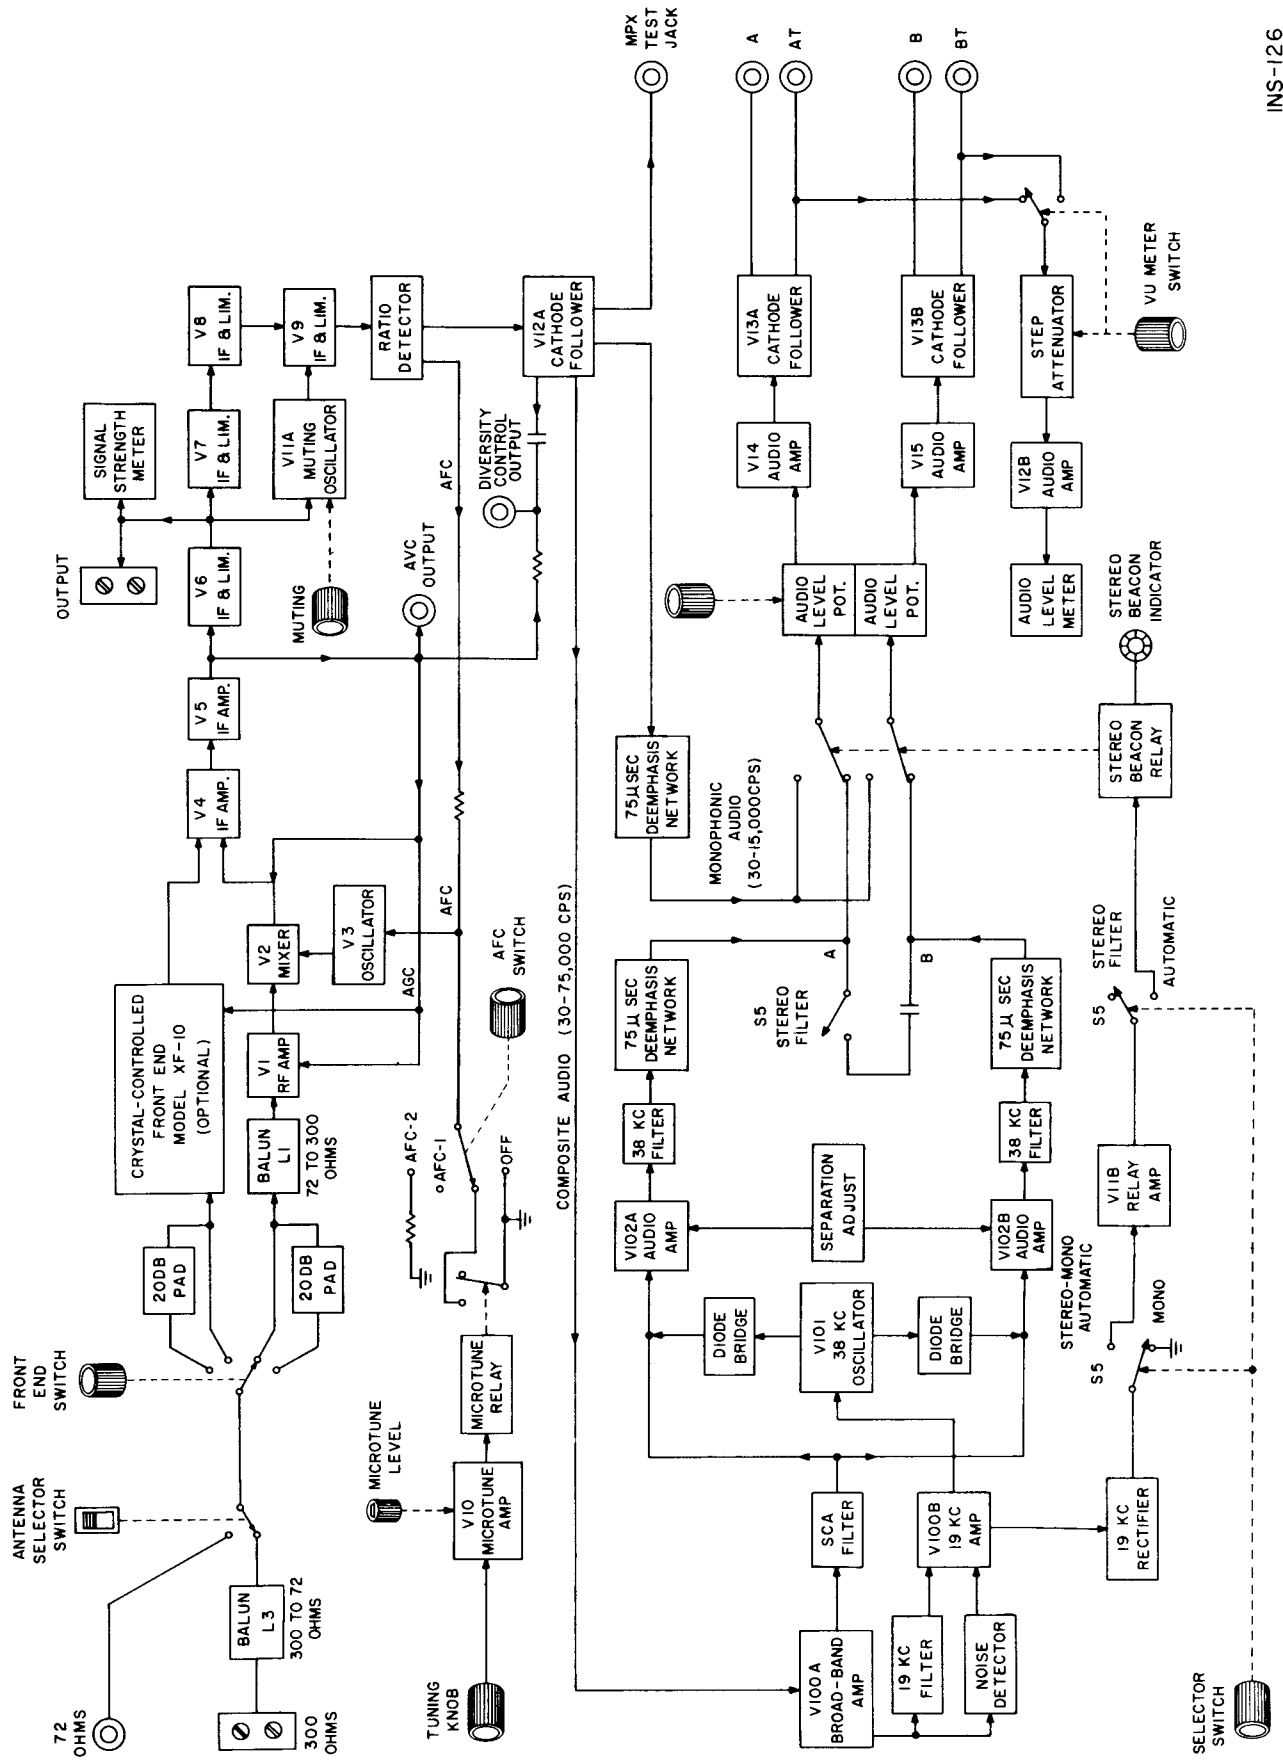 72
OHMS
300
OHMS
BALUN
L3
300 TO 72
OHMS
ANTENNA
SELECTOR
SWITCH
FRONT
END
SWITCH
20DB
PAD
20DB
PAD
CRYSTAL-CONTROLLED
FRONT END
MODEL XF-10
(OPTIONAL)
BALUN
L1
72 TO 300
OHMS
V1
RF AMP
V2
MIXER
V3
OSCILLATOR
V4
IF AMP.
V5
IF AMP.
V6
IF & LIM.
V7
IF & LIM.
V8
IF & LIM.
V9
IF & LIM.
OUTPUT
SIGNAL
STRENGTH
METER
MUTING
V11A
MUTING
OSCILLATOR
RATIO
DETECTOR
AGC
AFC
AFC
AVC
OUTPUT
DIVERSITY
CONTROL
OUTPUT
V12A
CATHODE
FOLLOWER
MPX
TEST
JACK
TUNING
KNOB
MICROTUNE
LEVEL
V10
MICROTUNE
AMP
MICROTUNE
RELAY
AFC-2
AFC-1
OFF
AFC
SWITCH
COMPOSITE AUDIO (30-75,000 CPS)
V100A
BROAD-BAND
AMP
SCA
FILTER
19 KC
FILTER
NOISE
DETECTOR
V100B
19 KC
AMP
19 KC
RECTIFIER
DIODE
BRIDGE
V101
38 KC
OSCILLATOR
DIODE
BRIDGE
V102A
AUDIO
AMP
SEPARATION
ADJUST
V102B
AUDIO
AMP
38 KC
FILTER
38 KC
FILTER
75µ SEC
DEEMPHASIS
NETWORK
75µ SEC
DEEMPHASIS
NETWORK
75µSEC
DEEMPHASIS
NETWORK
MONOPHONIC
AUDIO
(30-15,000CPS)
S5
STEREO
FILTER
A
B
AUDIO
LEVEL
POT.
AUDIO
LEVEL
POT.
V14
AUDIO
AMP
V15
AUDIO
AMP
V13A
CATHODE
FOLLOWER
V13B
CATHODE
FOLLOWER
A
AT
B
BT
STEP
ATTENUATOR
VU METER
SWITCH
V12B
AUDIO
AMP
AUDIO
LEVEL
METER
SELECTOR
SWITCH
STEREO-MONO
AUTOMATIC
S5
MONO
V11B
RELAY
AMP
S5
STEREO
FILTER
AUTOMATIC
STEREO
BEACON
RELAY
STEREO
BEACON
INDICATOR
INS-126